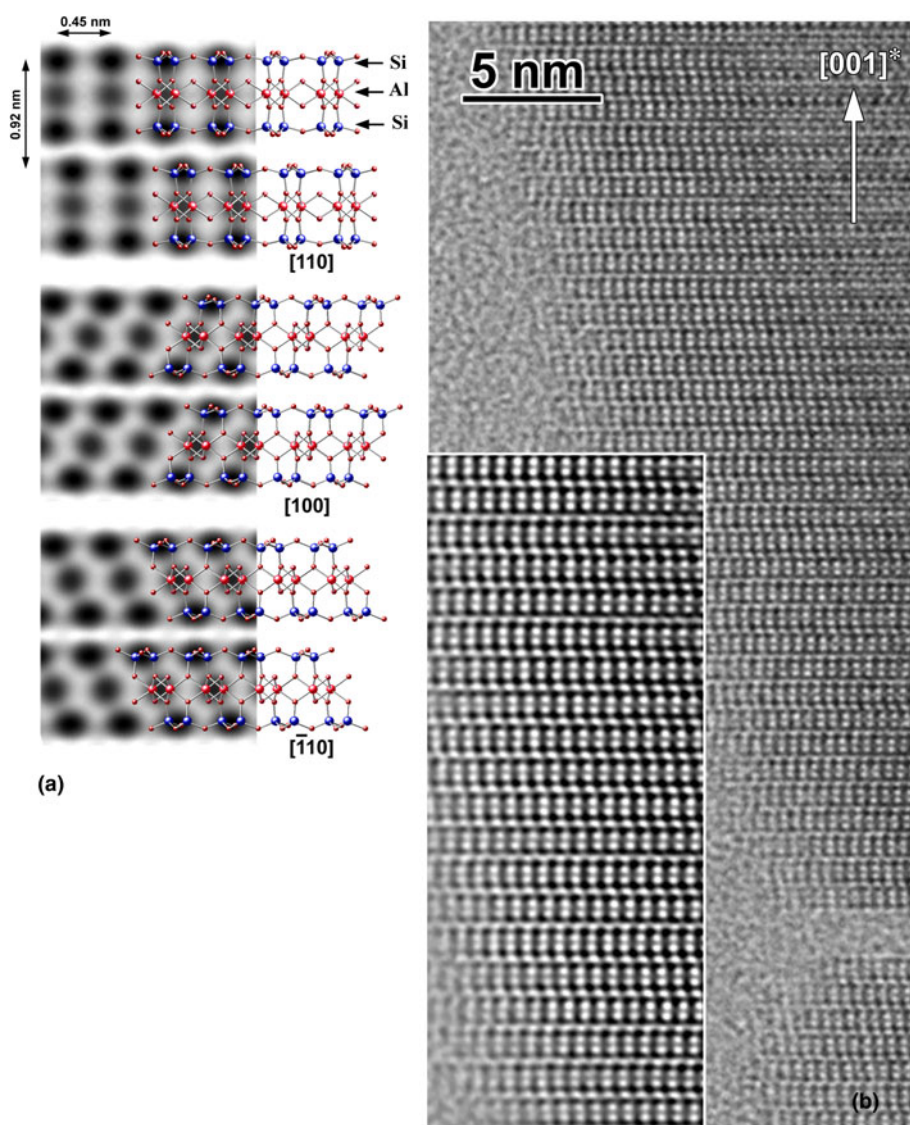 0.45 nm
0.92 nm
Si
Al
Si
[110]
[100]
[1̅10]
(a)
5 nm
[001]*
(b)